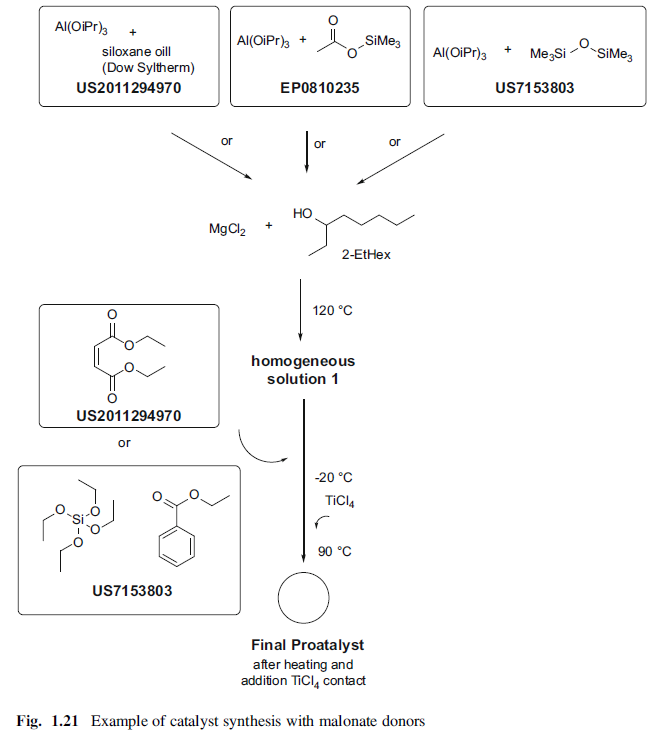 Al(OiPr)3 +
siloxane oill
(Dow Syltherm)
US2011294970
Al(OiPr)3 + O O SiMe3
EP0810235
Al(OiPr)3 + Me3Si O SiMe3
US7153803
or
or
or
MgCl2 + HO
2-EtHex
120 °C
homogeneous
solution 1
O
O
O
O
US2011294970
or
O
Si O
O
O
O O
US7153803
-20 °C
TiCl4
90 °C
Final Proatalyst
after heating and
addition TiCl4 contact
Fig. 1.21 Example of catalyst synthesis with malonate donors